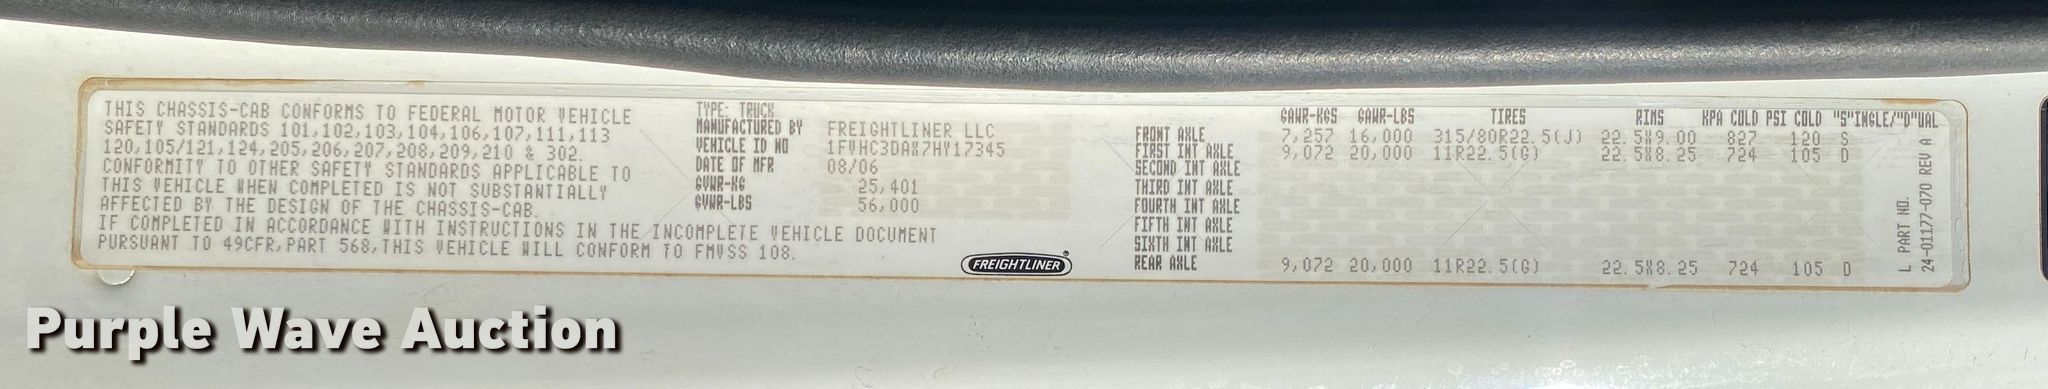 THIS CHASSIS-CAB CONFORMS TO FEDERAL MOTOR VEHICLE
SAFETY STANDARDS 101,102,103,104,106,107,111,113
120,105/121,124,205,206,207,208,209,210 & 302.
CONFORMITY TO OTHER SAFETY STANDARDS APPLICABLE TO
THIS VEHICLE WHEN COMPLETED IS NOT SUBSTANTIALLY
AFFECTED BY THE DESIGN OF THE CHASSIS-CAB.
IF COMPLETED IN ACCORDANCE WITH INSTRUCTIONS IN THE INCOMPLETE VEHICLE DOCUMENT
PURSUANT TO 49CFR,PART 568,THIS VEHICLE WILL CONFORM TO FMVSS 108.
TYPE: TRUCK
MANUFACTURED BY FREIGHTLINER LLC
VEHICLE ID NO 1FVHC3DAX7HY17345
DATE OF MFR 08/06
GVWR-KG 25,401
GVWR-LBS 56,000
FREIGHTLINER®
GAWR-KGS GAWR-LBS TIRES RIMS KPA COLD PSI COLD "S"INGLE/"D"UAL
FRONT AXLE 7,257 16,000 315/80R22.5(J) 22.5X9.00 827 120 S
FIRST INT AXLE 9,072 20,000 11R22.5(G) 22.5X8.25 724 105 D
SECOND INT AXLE
THIRD INT AXLE
FOURTH INT AXLE
FIFTH INT AXLE
SIXTH INT AXLE
REAR AXLE 9,072 20,000 11R22.5(G) 22.5X8.25 724 105 D
L PART NO.
24-01177-070 REV A
Purple Wave Auction